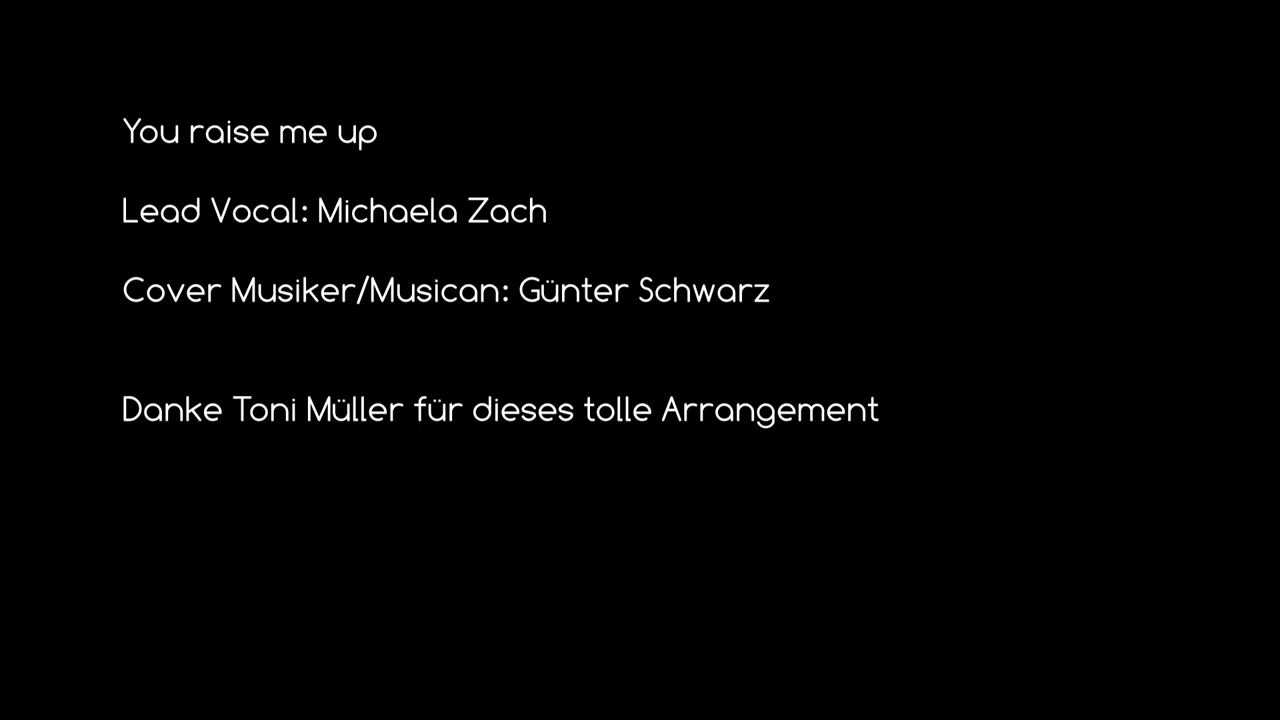 You raise me up
Lead Vocal: Michaela Zach
Cover Musiker/Musican: Günter Schwarz
Danke Toni Müller für dieses tolle Arrangement